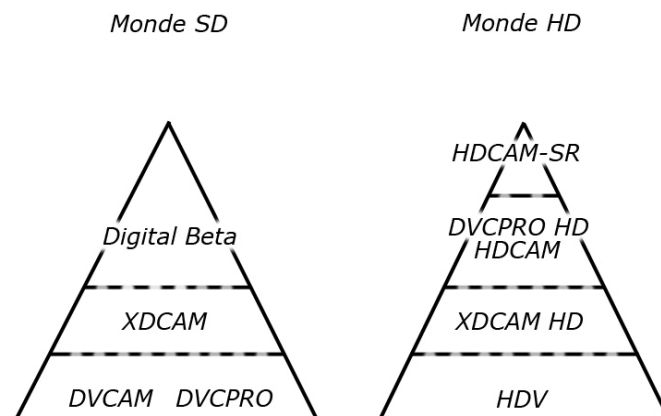 Monde SD
Monde HD
HDCAM-SR
Digital Beta
DVCPRO HD
HDCAM
XDCAM
XDCAM HD
DVCAM DVCPRO
HDV